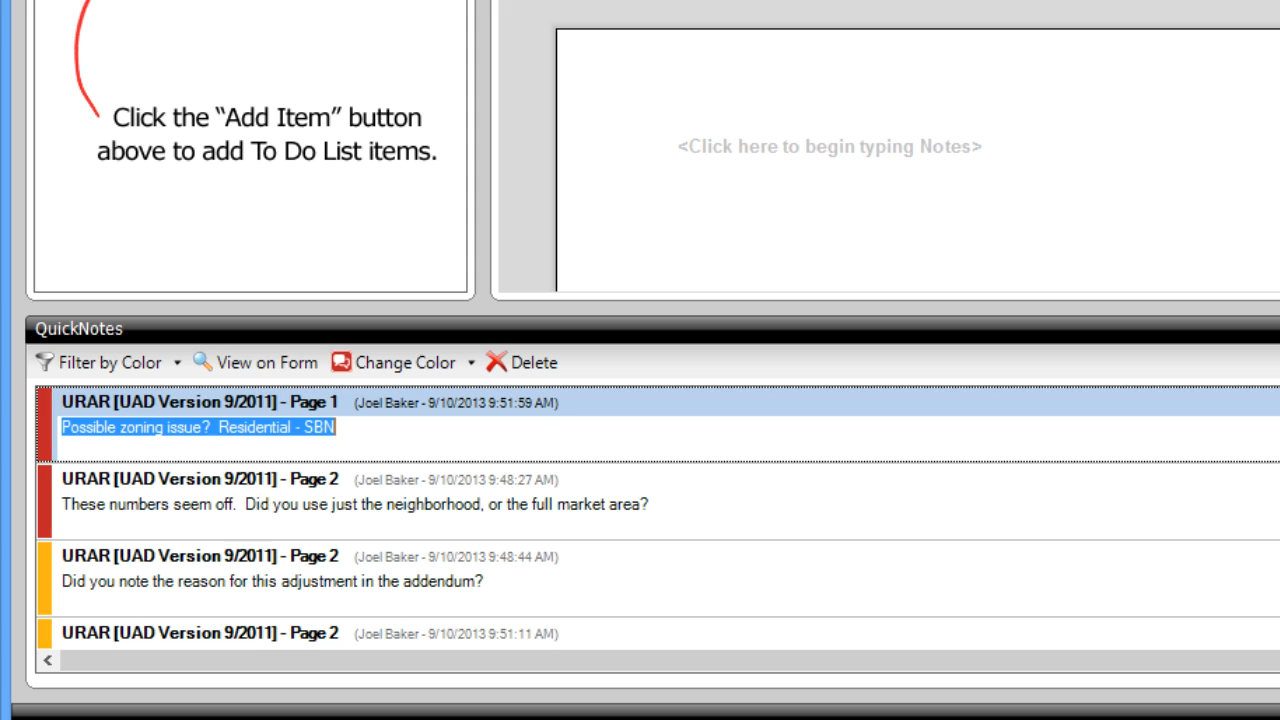 Click the “Add Item” button
above to add To Do List items.
<Click here to begin typing Notes>
QuickNotes
Filter by Color View on Form Change Color Delete
URAR [UAD Version 9/2011] - Page 1 (Joel Baker - 9/10/2013 9:51:59 AM)
Possible zoning issue?  Residential - SBN
URAR [UAD Version 9/2011] - Page 2 (Joel Baker - 9/10/2013 9:48:27 AM)
These numbers seem off.  Did you use just the neighborhood, or the full market area?
URAR [UAD Version 9/2011] - Page 2 (Joel Baker - 9/10/2013 9:48:44 AM)
Did you note the reason for this adjustment in the addendum?
URAR [UAD Version 9/2011] - Page 2 (Joel Baker - 9/10/2013 9:51:11 AM)